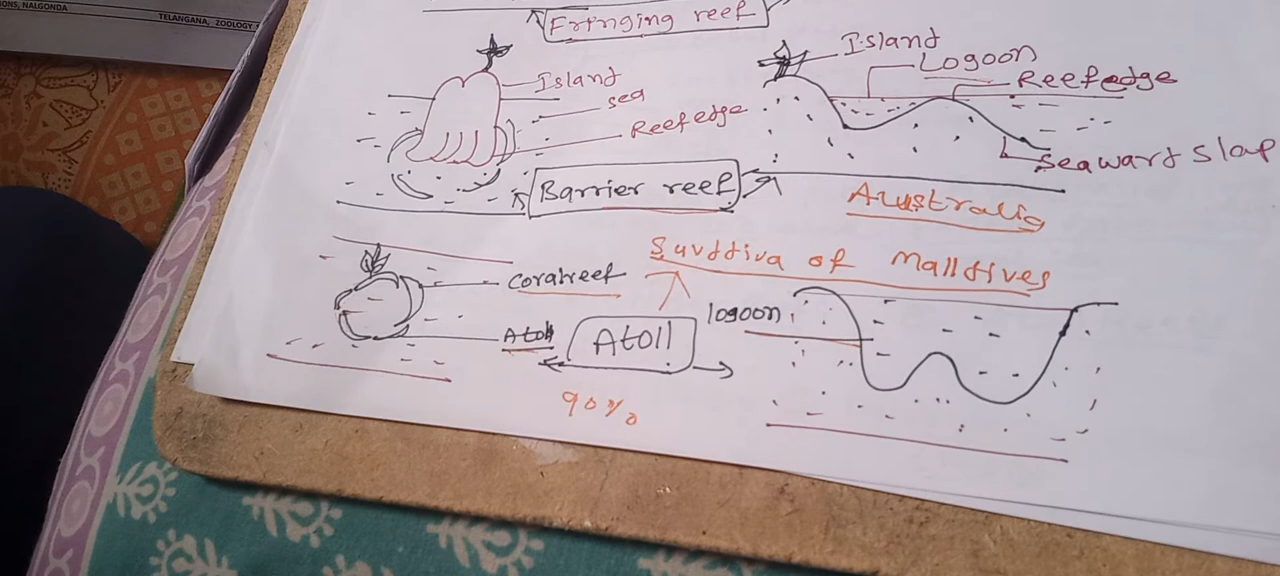 IONS, NALGONDA
TELANGANA, ZOOLOGY
Fringing reef
Island
sea
Reefedge
Barrier reef
Island
Logoon
Reefedge
Seaward Slap
Australia
Suvddiva of Malldives
coralreef
Atoll
Atoll
logoon
90%